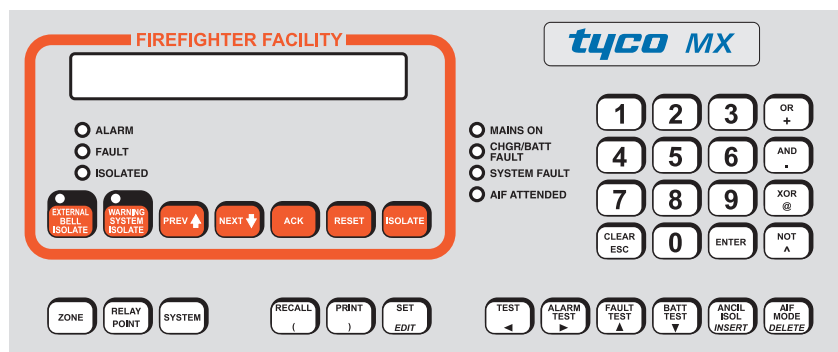 FIREFIGHTER FACILITY
tyco MX
ALARM
FAULT
ISOLATED
EXTERNAL
BELL
ISOLATE
WARNING
SYSTEM
ISOLATE
PREV
NEXT
ACK
RESET
ISOLATE
MAINS ON
CHGR/BATT
FAULT
SYSTEM FAULT
AIF ATTENDED
1
2
3
OR
+
4
5
6
AND
.
7
8
9
XOR
@
CLEAR
ESC
0
ENTER
NOT
^
ZONE
RELAY
POINT
SYSTEM
RECALL
(
PRINT
)
SET
EDIT
TEST
ALARM
TEST
FAULT
TEST
BATT
TEST
ANCIL
ISOL
INSERT
AIF
MODE
DELETE